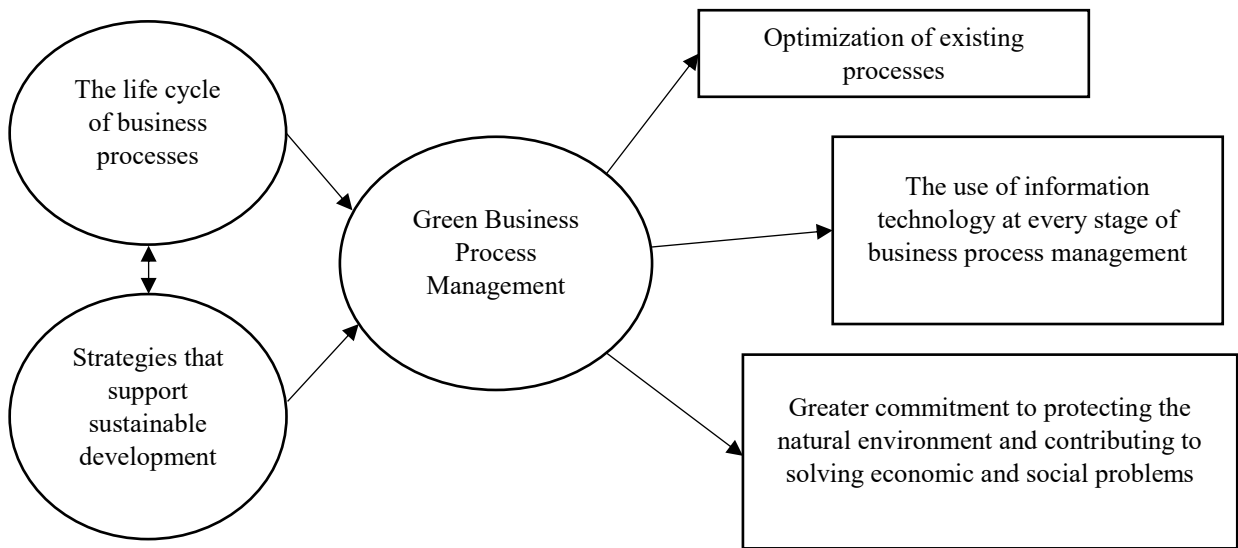 The life cycle
of business
processes
Strategies that
support
sustainable
development
Green Business
Process
Management
Optimization of existing
processes
The use of information
technology at every stage of
business process management
Greater commitment to protecting the
natural environment and contributing to
solving economic and social problems